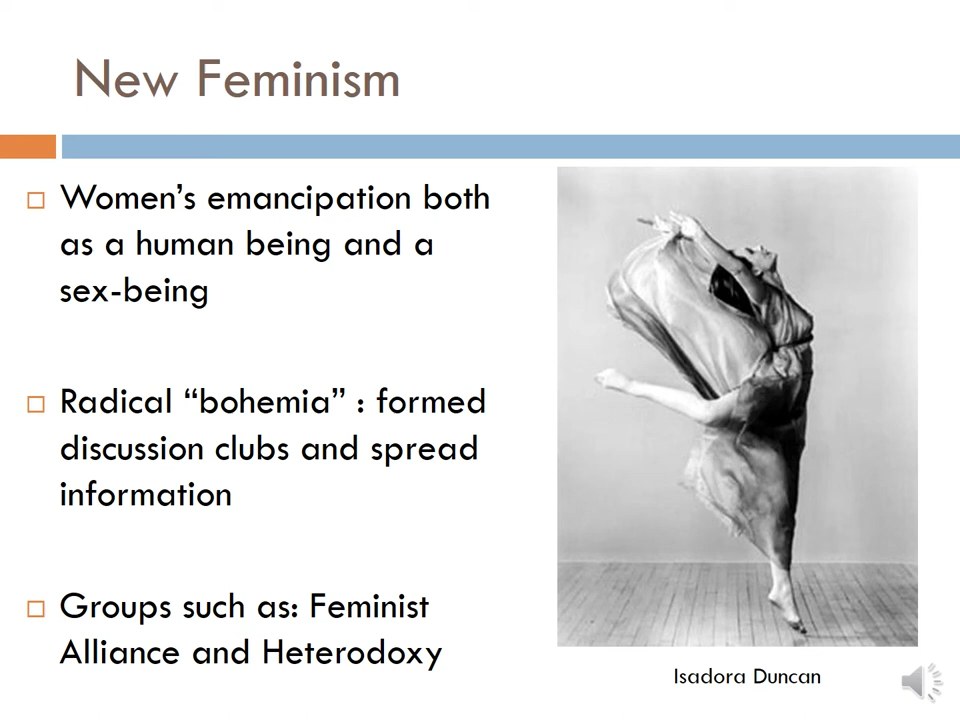 New Feminism
Women’s emancipation both
as a human being and a
sex-being
Radical “bohemia” : formed
discussion clubs and spread
information
Groups such as: Feminist
Alliance and Heterodoxy
Isadora Duncan